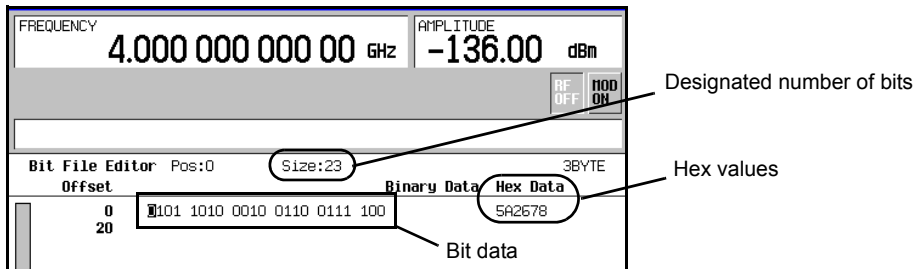 FREQUENCY AMPLITUDE
4.000 000 000 00 GHz -136.00 dBm
RF OFF MOD ON
Designated number of bits
Bit File Editor Pos:0 Size:23 3BYTE
Hex values
Offset Binary Data Hex Data
0 0101 1010 0010 0110 0111 100 5A2678
20
Bit data